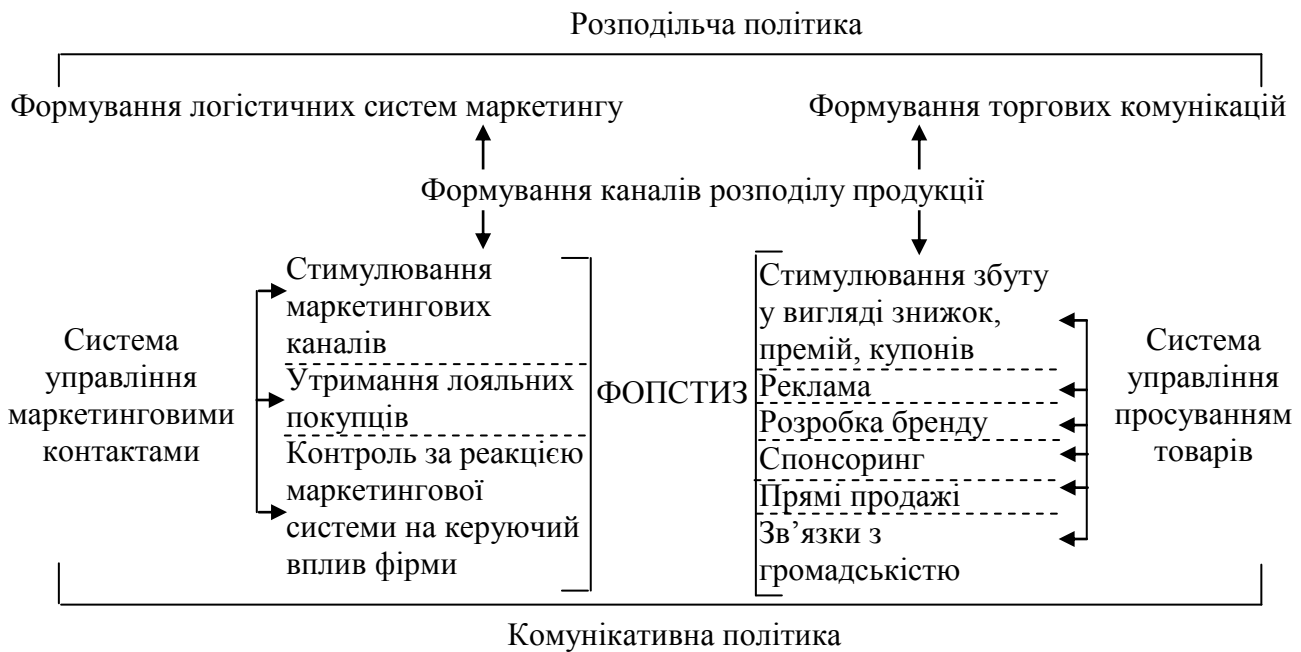 Розподільча політика
Формування логістичних систем маркетингу
Формування торгових комунікацій
Формування каналів розподілу продукції
Система
управління
маркетинговими
контактами
Стимулювання
маркетингових
каналів
Утримання лояльних
покупців
Контроль за реакцією
маркетингової
системи на керуючий
вплив фірми
ФОПСТИЗ
Стимулювання збуту
у вигляді знижок,
премій, купонів
Реклама
Розробка бренду
Спонсоринг
Прямі продажі
Зв’язки з
громадськістю
Система
управління
просуванням
товарів
Комунікативна політика